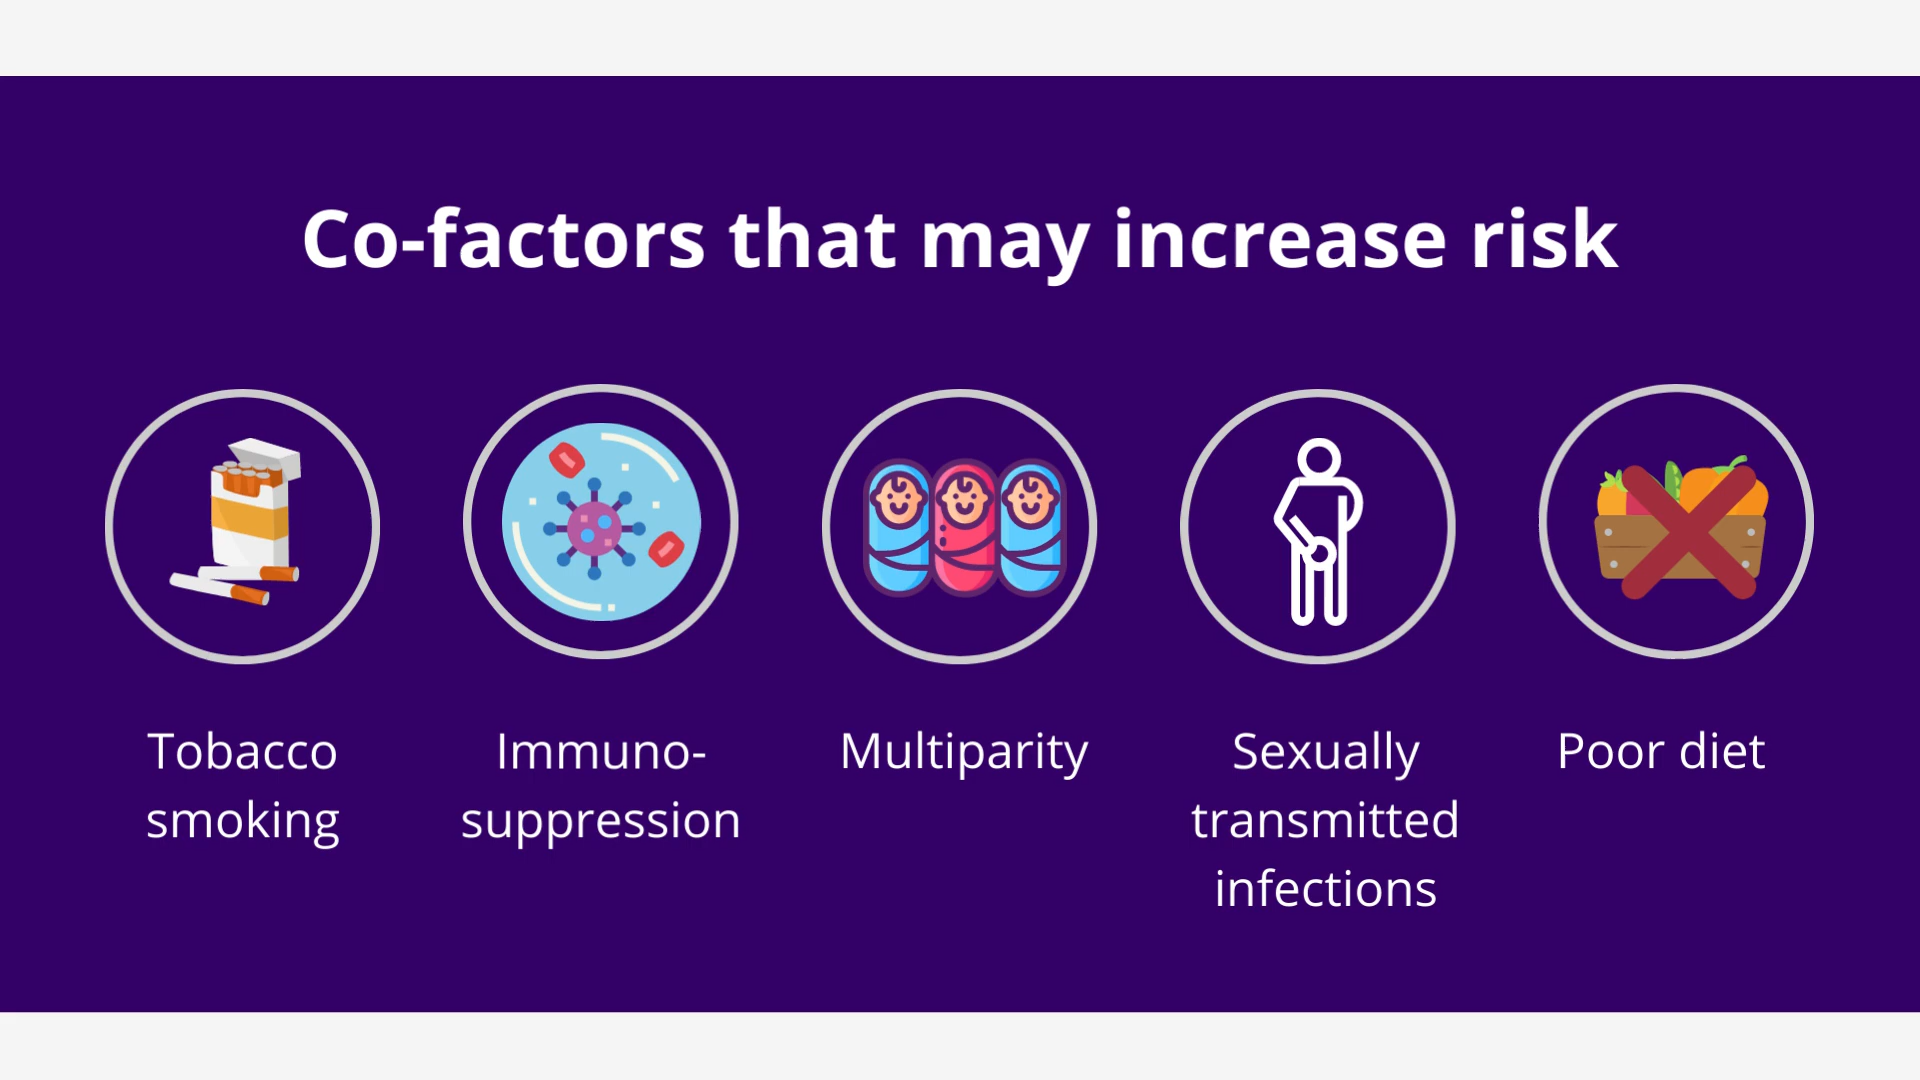 Co-factors that may increase risk
Tobacco
smoking
Immuno-
suppression
Multiparity
Sexually
transmitted
infections
Poor diet